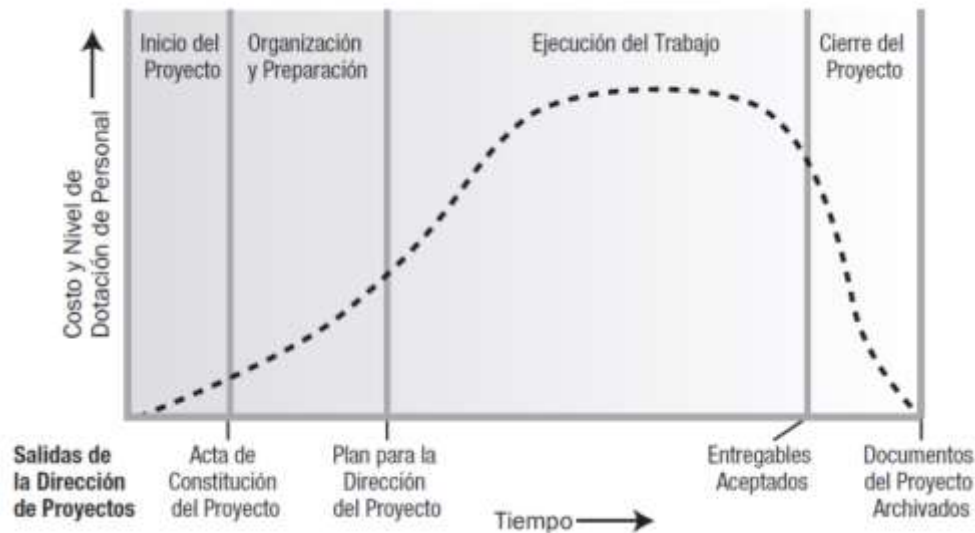 Inicio del
Proyecto
Organización
y Preparación
Ejecución del Trabajo
Cierre del
Proyecto
Costo y Nivel de
Dotación de Personal
Salidas de
la Dirección
de Proyectos
Acta de
Constitución
del Proyecto
Plan para la
Dirección
del Proyecto
Entregables
Aceptados
Documentos
del Proyecto
Archivados
Tiempo